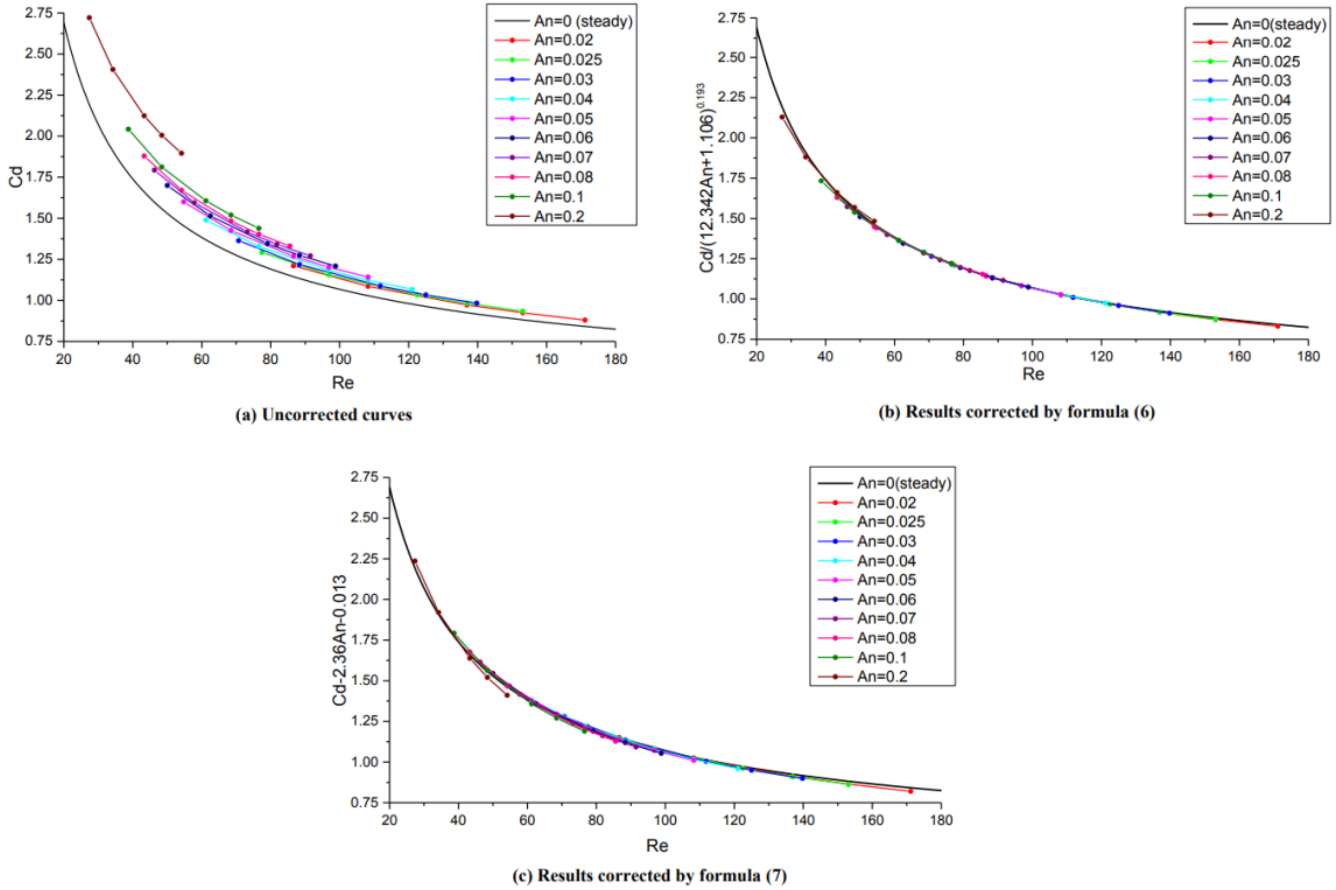 2.75
2.50
2.25
2.00
1.75
1.50
1.25
1.00
0.75
Cd
20 40 60 80 100 120 140 160 180
Re
An=0 (steady)
An=0.02
An=0.025
An=0.03
An=0.04
An=0.05
An=0.06
An=0.07
An=0.08
An=0.1
An=0.2
(a) Uncorrected curves
2.75
2.50
2.25
2.00
1.75
1.50
1.25
1.00
0.75
Cd/(12.342An+1.106)^0.193
20 40 60 80 100 120 140 160 180
Re
An=0(steady)
An=0.02
An=0.025
An=0.03
An=0.04
An=0.05
An=0.06
An=0.07
An=0.08
An=0.1
An=0.2
(b) Results corrected by formula (6)
2.75
2.50
2.25
2.00
1.75
1.50
1.25
1.00
0.75
Cd-2.36An-0.013
20 40 60 80 100 120 140 160 180
Re
An=0(steady)
An=0.02
An=0.025
An=0.03
An=0.04
An=0.05
An=0.06
An=0.07
An=0.08
An=0.1
An=0.2
(c) Results corrected by formula (7)